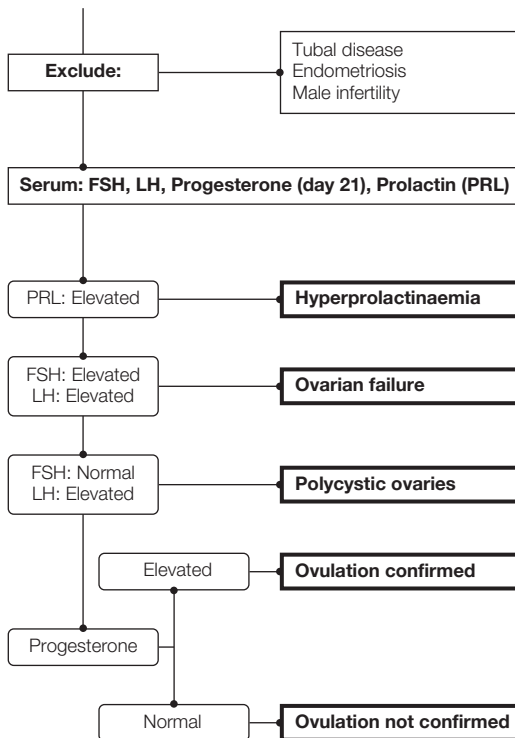 Exclude:
Tubal disease
Endometriosis
Male infertility
Serum: FSH, LH, Progesterone (day 21), Prolactin (PRL)
PRL: Elevated
Hyperprolactinaemia
FSH: Elevated
LH: Elevated
Ovarian failure
FSH: Normal
LH: Elevated
Polycystic ovaries
Elevated
Ovulation confirmed
Progesterone
Normal
Ovulation not confirmed